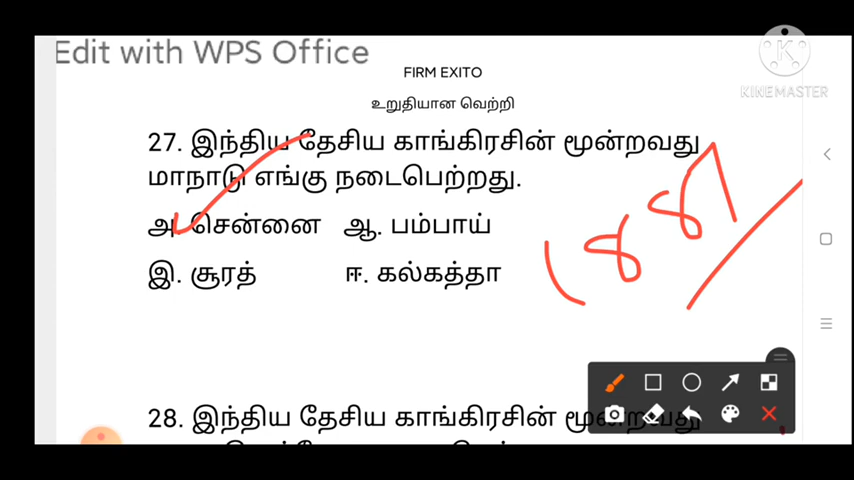 Edit with WPS Office
KINEMASTER
FIRM EXITO
உறுதியான வெற்றி
27. இந்திய தேசிய காங்கிரசின் மூன்றவது
மாநாடு எங்கு நடைபெற்றது.
அ. சென்னை ஆ. பம்பாய்
இ. சூரத் ஈ. கல்கத்தா
1887
28. இந்திய தேசிய காங்கிரசின் மூன்றவது